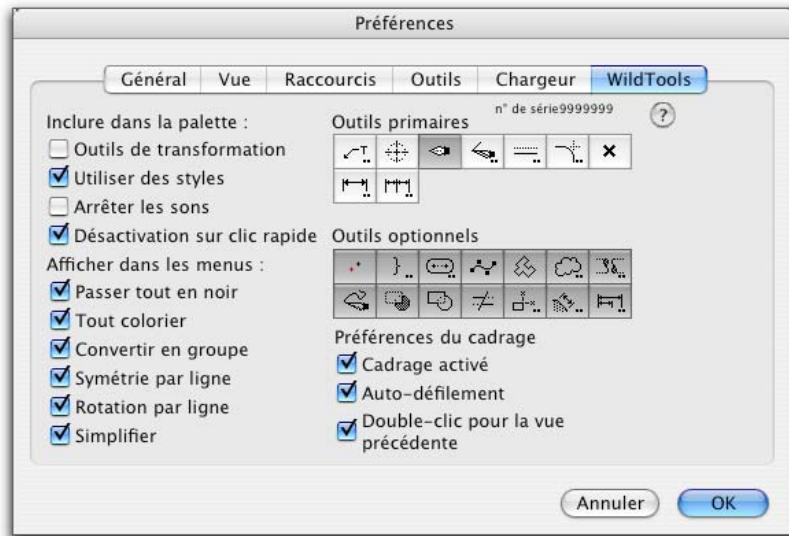 Préférences
Général Vue Raccourcis Outils Chargeur WildTools
n° de série9999999
?
Inclure dans la palette :
Outils de transformation
Utiliser des styles
Arrêter les sons
Désactivation sur clic rapide
Afficher dans les menus :
Passer tout en noir
Tout colorier
Convertir en groupe
Symétrie par ligne
Rotation par ligne
Simplifier
Outils primaires
T
Outils optionnels
Préférences du cadrage
Cadrage activé
Auto-défilement
Double-clic pour la vue
précédente
Annuler OK